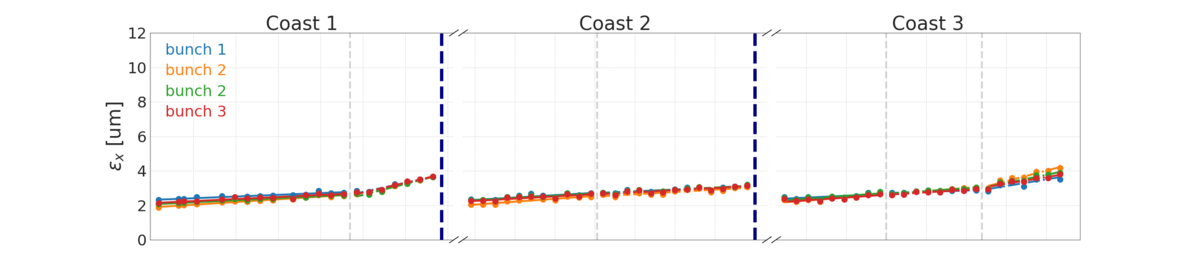 Coast 1
Coast 2
Coast 3
12
10
8
6
4
2
0
εx [um]
bunch 1
bunch 2
bunch 2
bunch 3